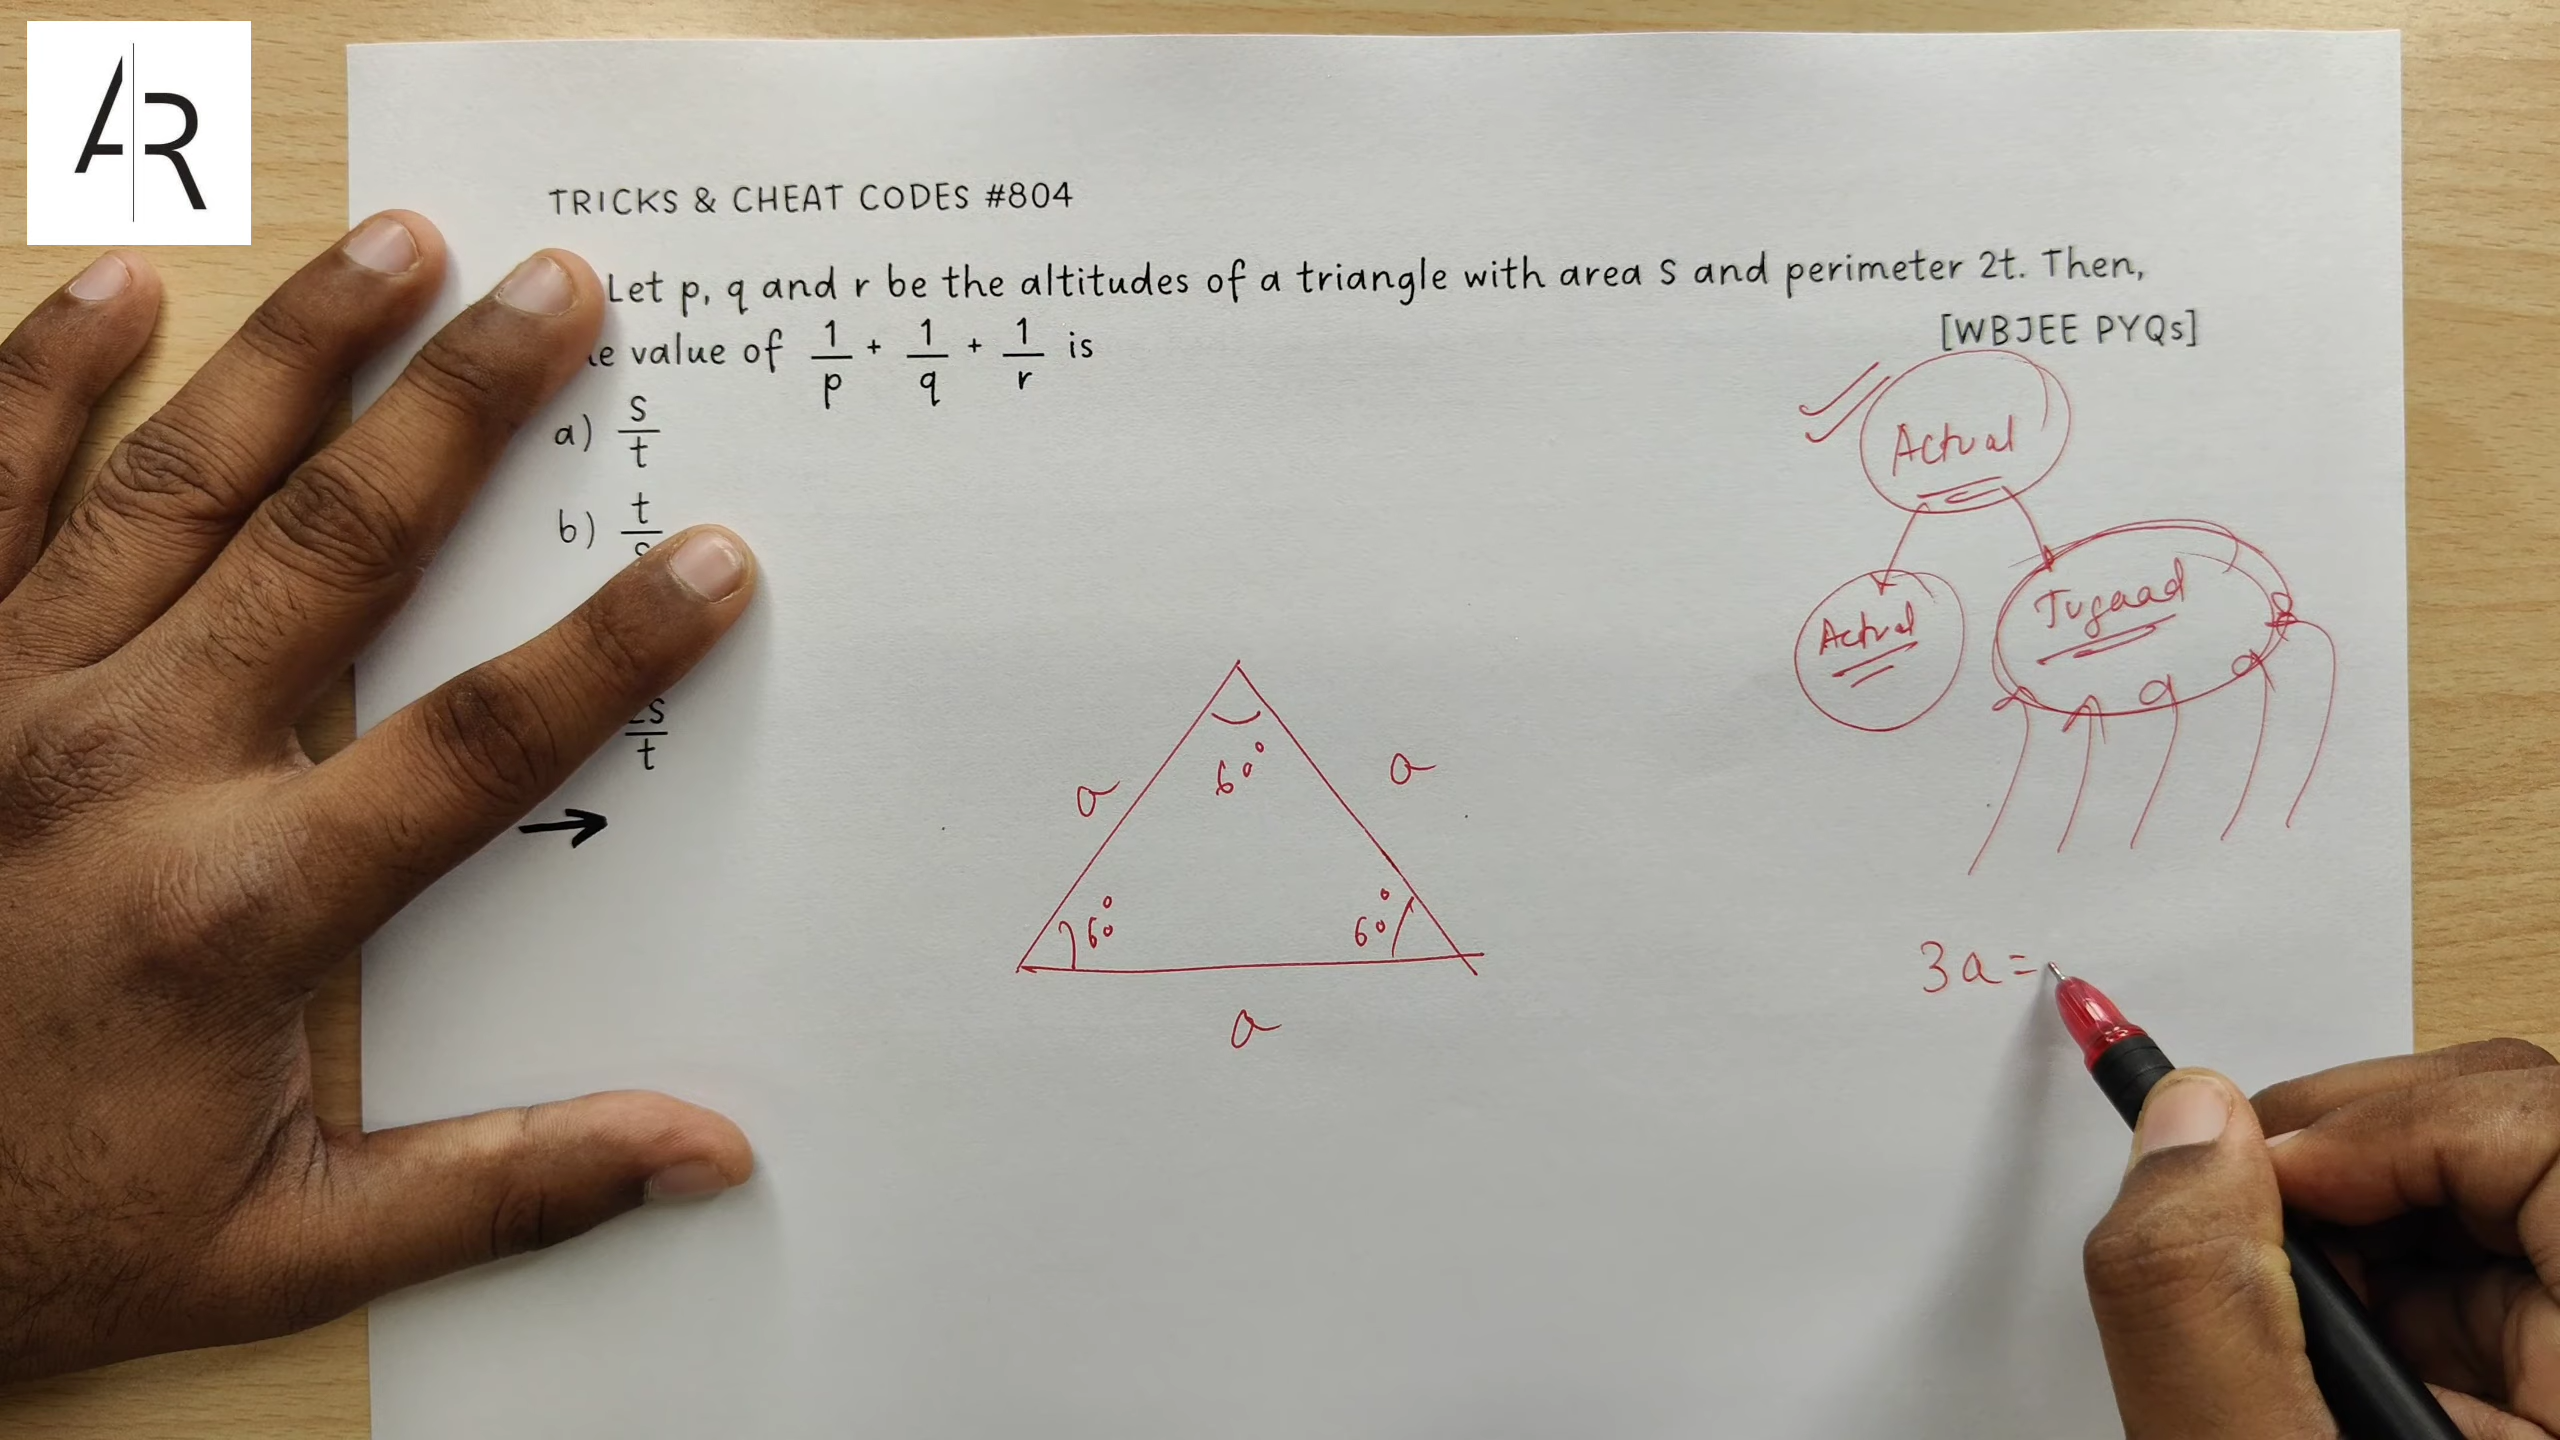 AR
TRICKS & CHEAT CODES #804
Let p, q and r be the altitudes of a triangle with area S and perimeter 2t. Then,
value of 1/p + 1/q + 1/r is
[WBJEE PYQs]
a) s/t
b) t/s
2s/t
→
Actual
Actual
Jugaad
60°
a
a
60°
60°
a
3a=